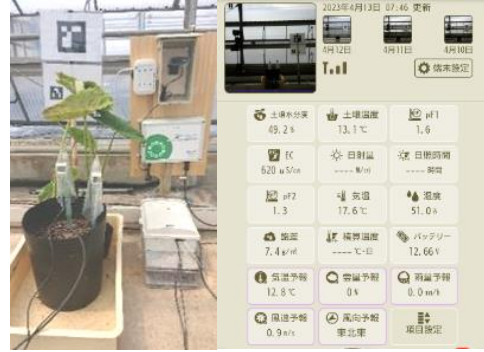 2023年4月13日 07:46 更新
4月12日 4月11日 4月10日
端末設定
土壌水分率 土壌温度 pF1
49.2 % 13.1 ℃ 1.6
EC 日射量 日照時間
620 μS/cm ---- ---- 時間
pF2 気温 湿度
1.3 17.6 ℃ 51.0
飽差 積算温度 バッテリー
7.4 g/㎥ ---- ℃・日 12.66 V
気温予報 雲量予報 雨量予報
12.8 ℃ 0 % 0.0 mm/h
風速予報 風向予報 項目設定
0.9 m/s 東北東